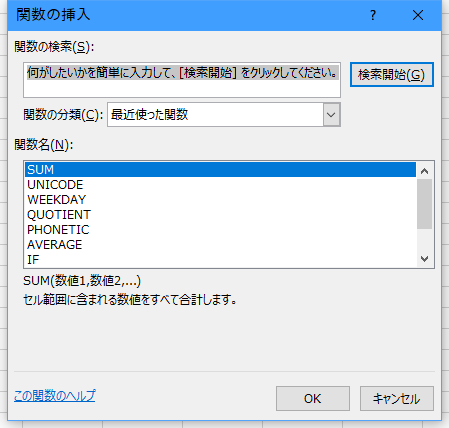 関数の挿入
?
×
関数の検索(S):
何がしたいかを簡単に入力して、[検索開始] をクリックしてください。
検索開始(G)
関数の分類(C): 最近使った関数
関数名(N):
SUM
UNICODE
WEEKDAY
QUOTIENT
PHONETIC
AVERAGE
IF
SUM(数値1,数値2,...)
セル範囲に含まれる数値をすべて合計します。
この関数のヘルプ
OK
キャンセル